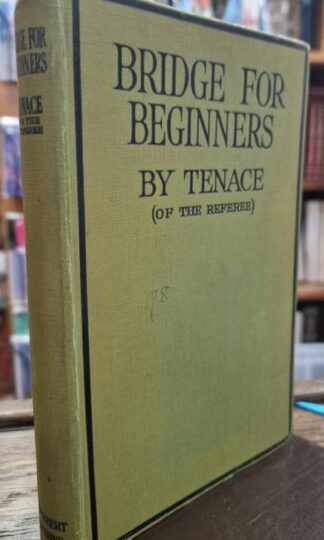 BRIDGE FOR
BEGINNERS
BY TENACE
(OF THE REFEREE)
78
BRIDGE FOR
BEGINNERS
TENACE
OF THE
REFEREE